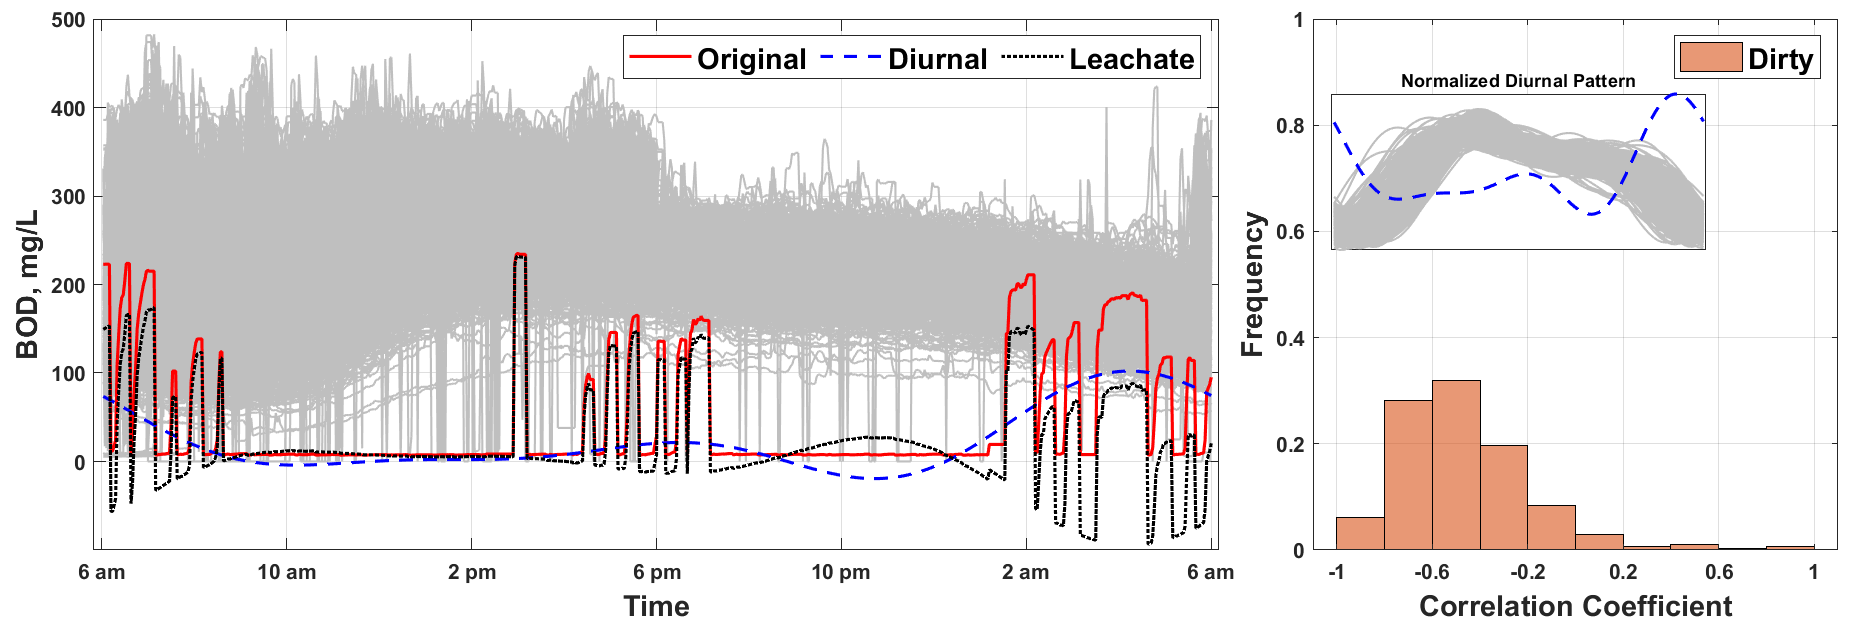 500
400
300
200
100
0
BOD, mg/L
Original Diurnal Leachate
6 am 10 am 2 pm 6 pm 10 pm 2 am 6 am
Time
1
0.8
0.6
0.4
0.2
0
Frequency
Dirty
Normalized Diurnal Pattern
-1 -0.6 -0.2 0.2 0.6 1
Correlation Coefficient